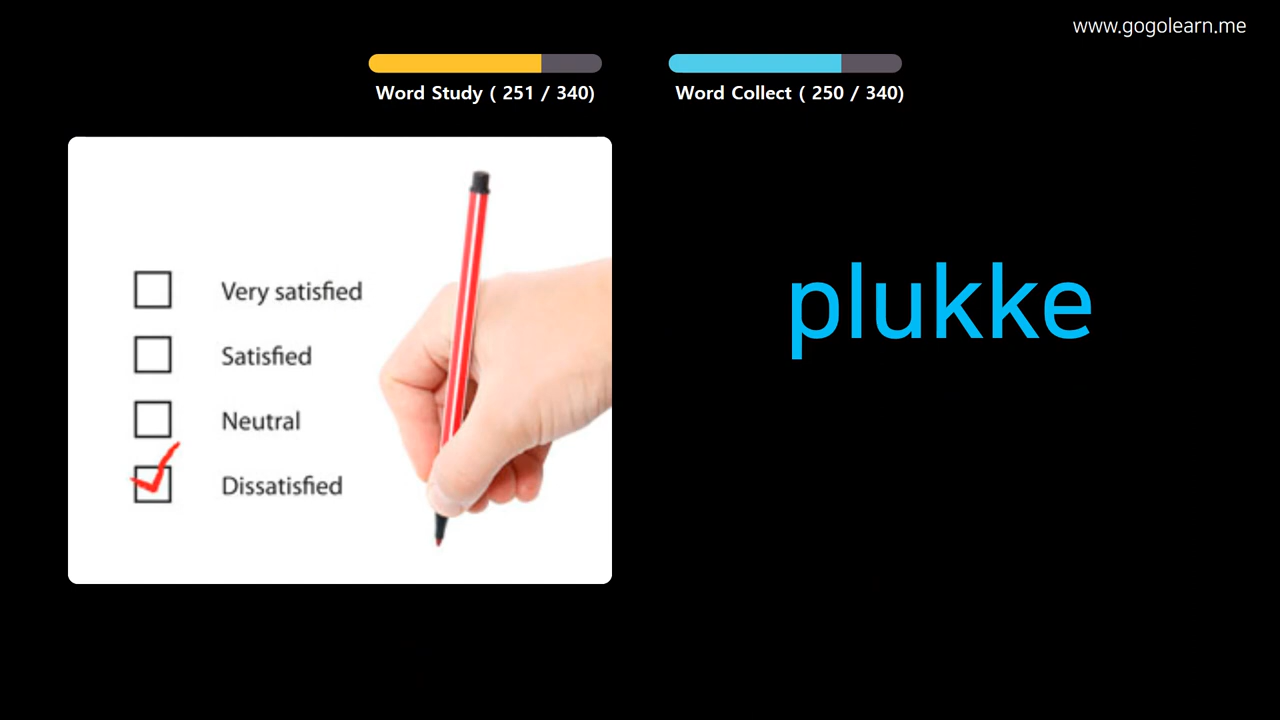 www.gogolearn.me
Word Study ( 251 / 340)
Word Collect ( 250 / 340)
Very satisfied
Satisfied
Neutral
Dissatisfied
plukke